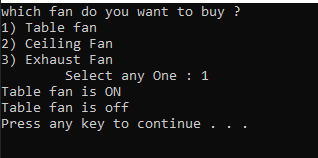 which fan do you want to buy ?
1) Table fan
2) Ceiling Fan
3) Exhaust Fan
Select any One : 1
Table fan is ON
Table fan is off
Press any key to continue . . .